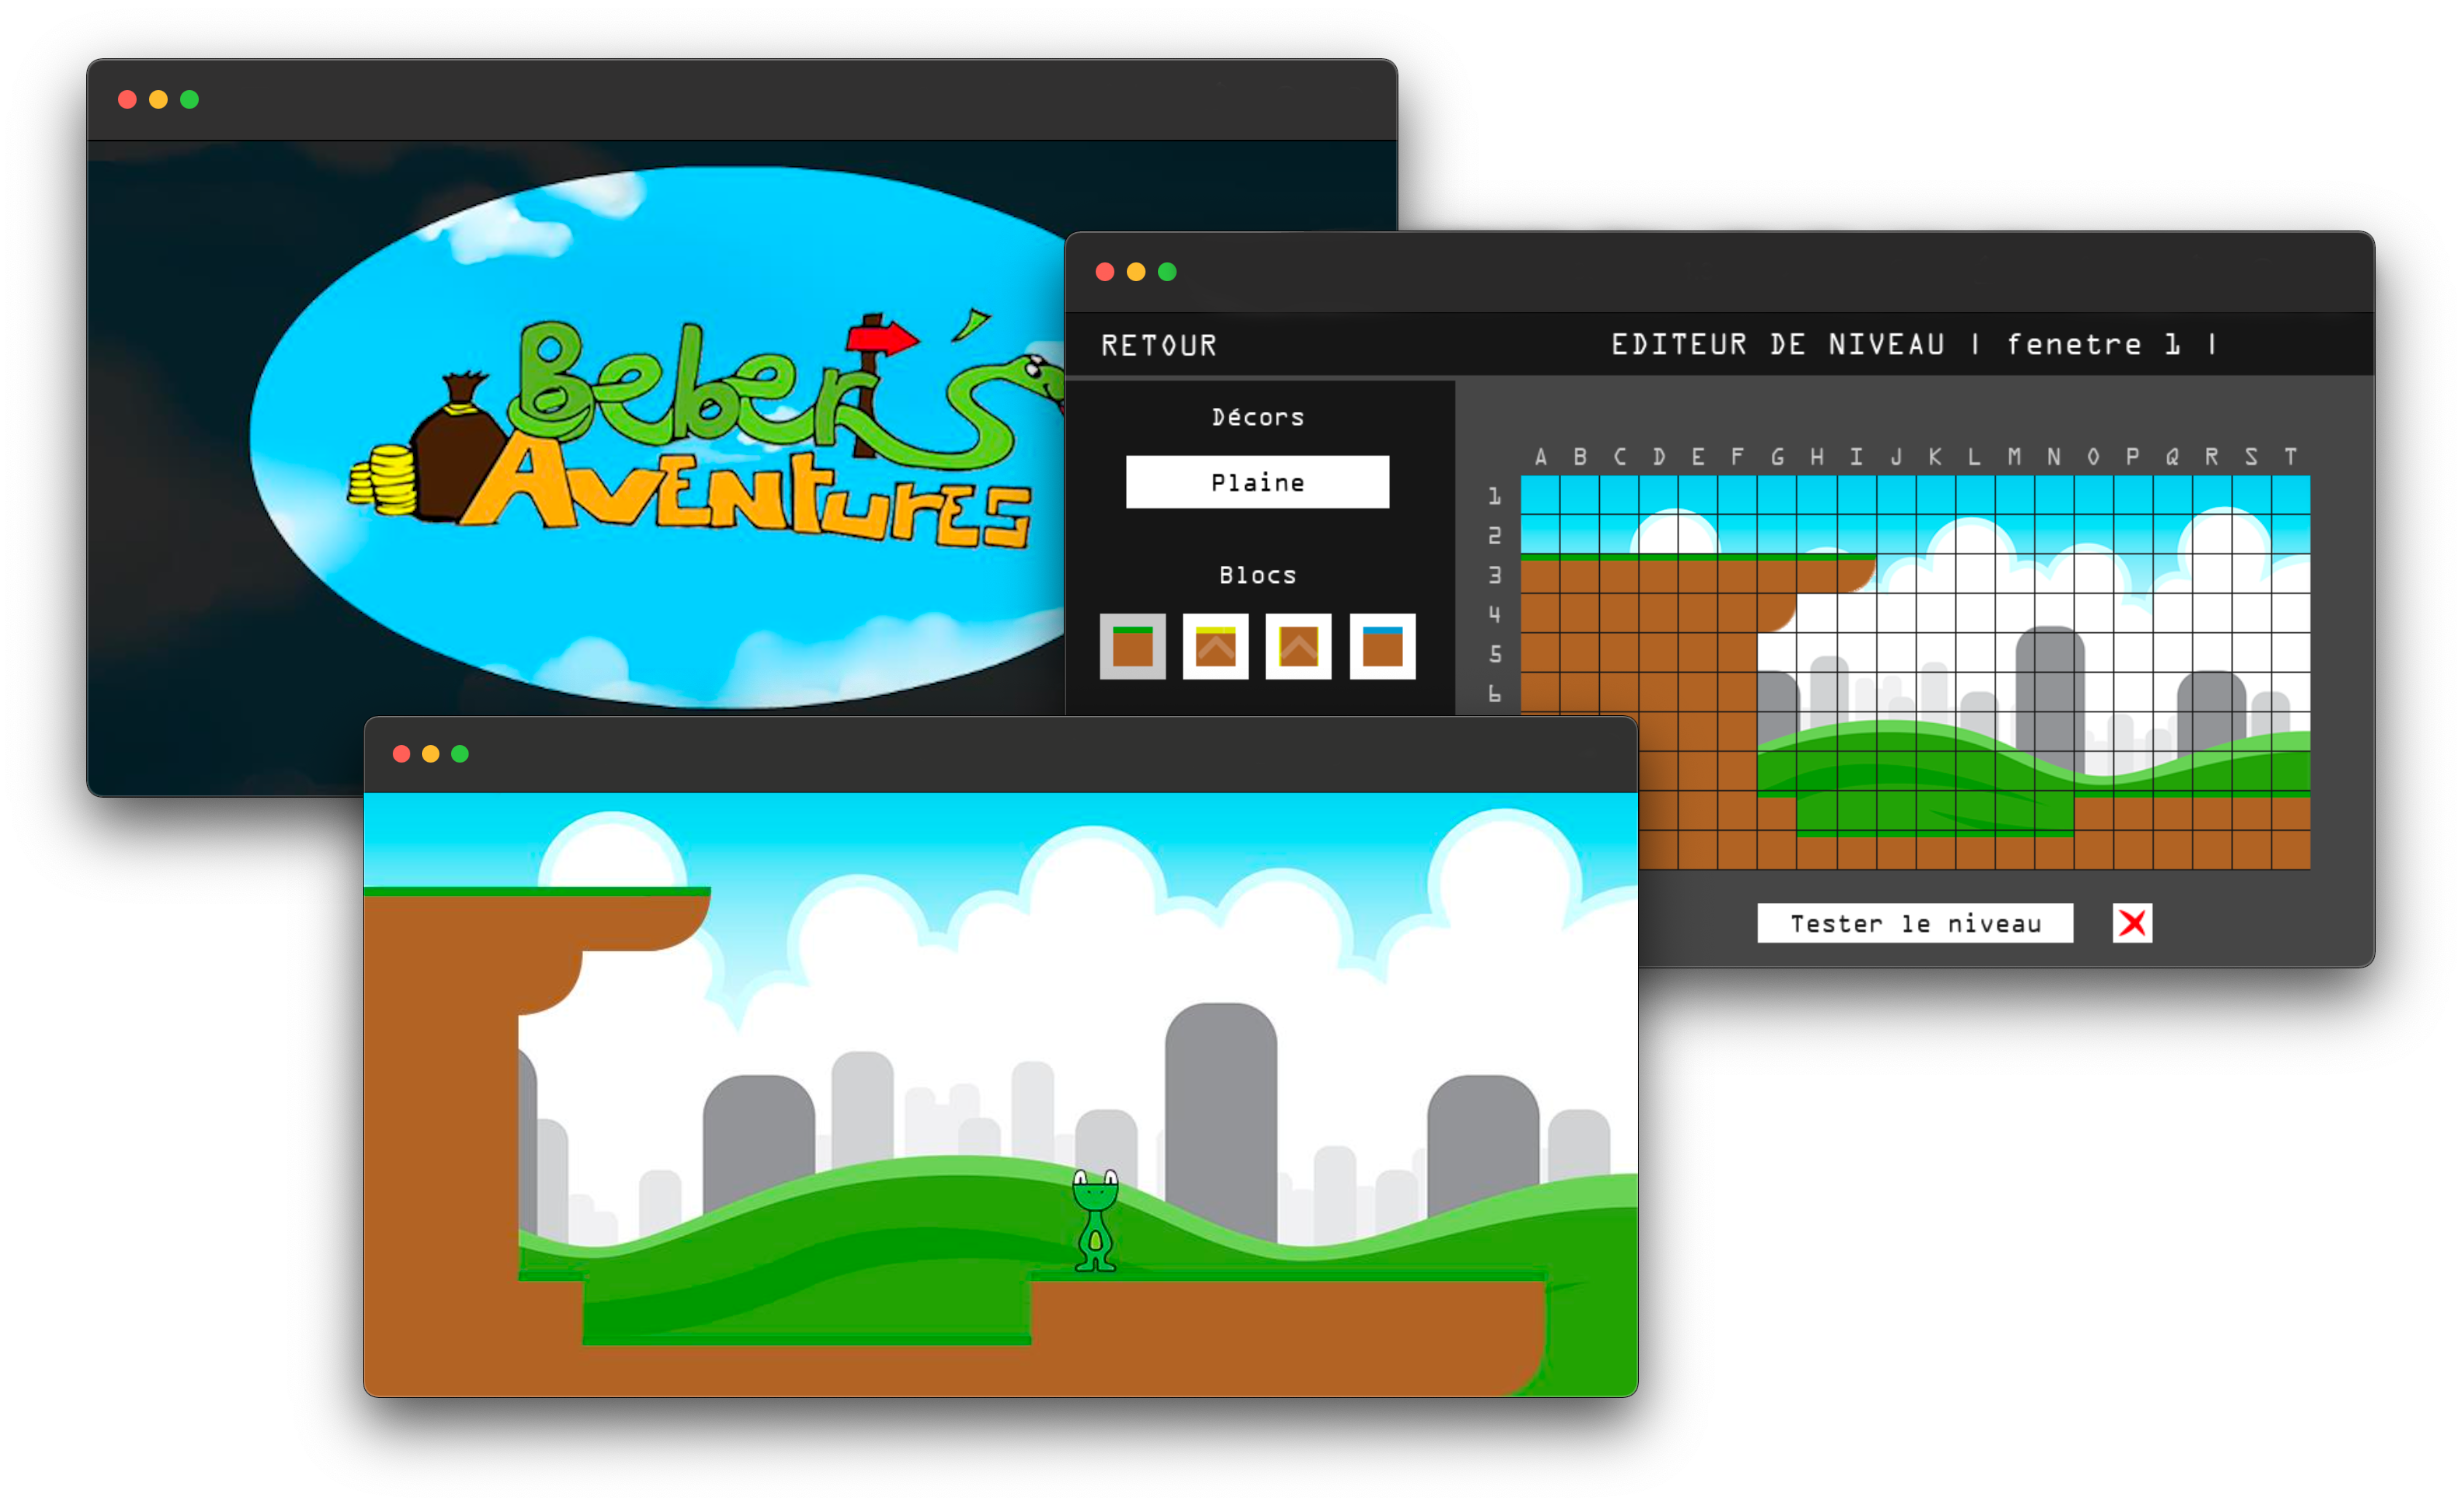 Beber's
AVENTURES
RETOUR
EDITEUR DE NIVEAU | fenetre 1 |
Décors
Plaine
Blocs
A B C D E F G H I J K L M N O P Q R S T
1
2
3
4
5
6
Tester le niveau